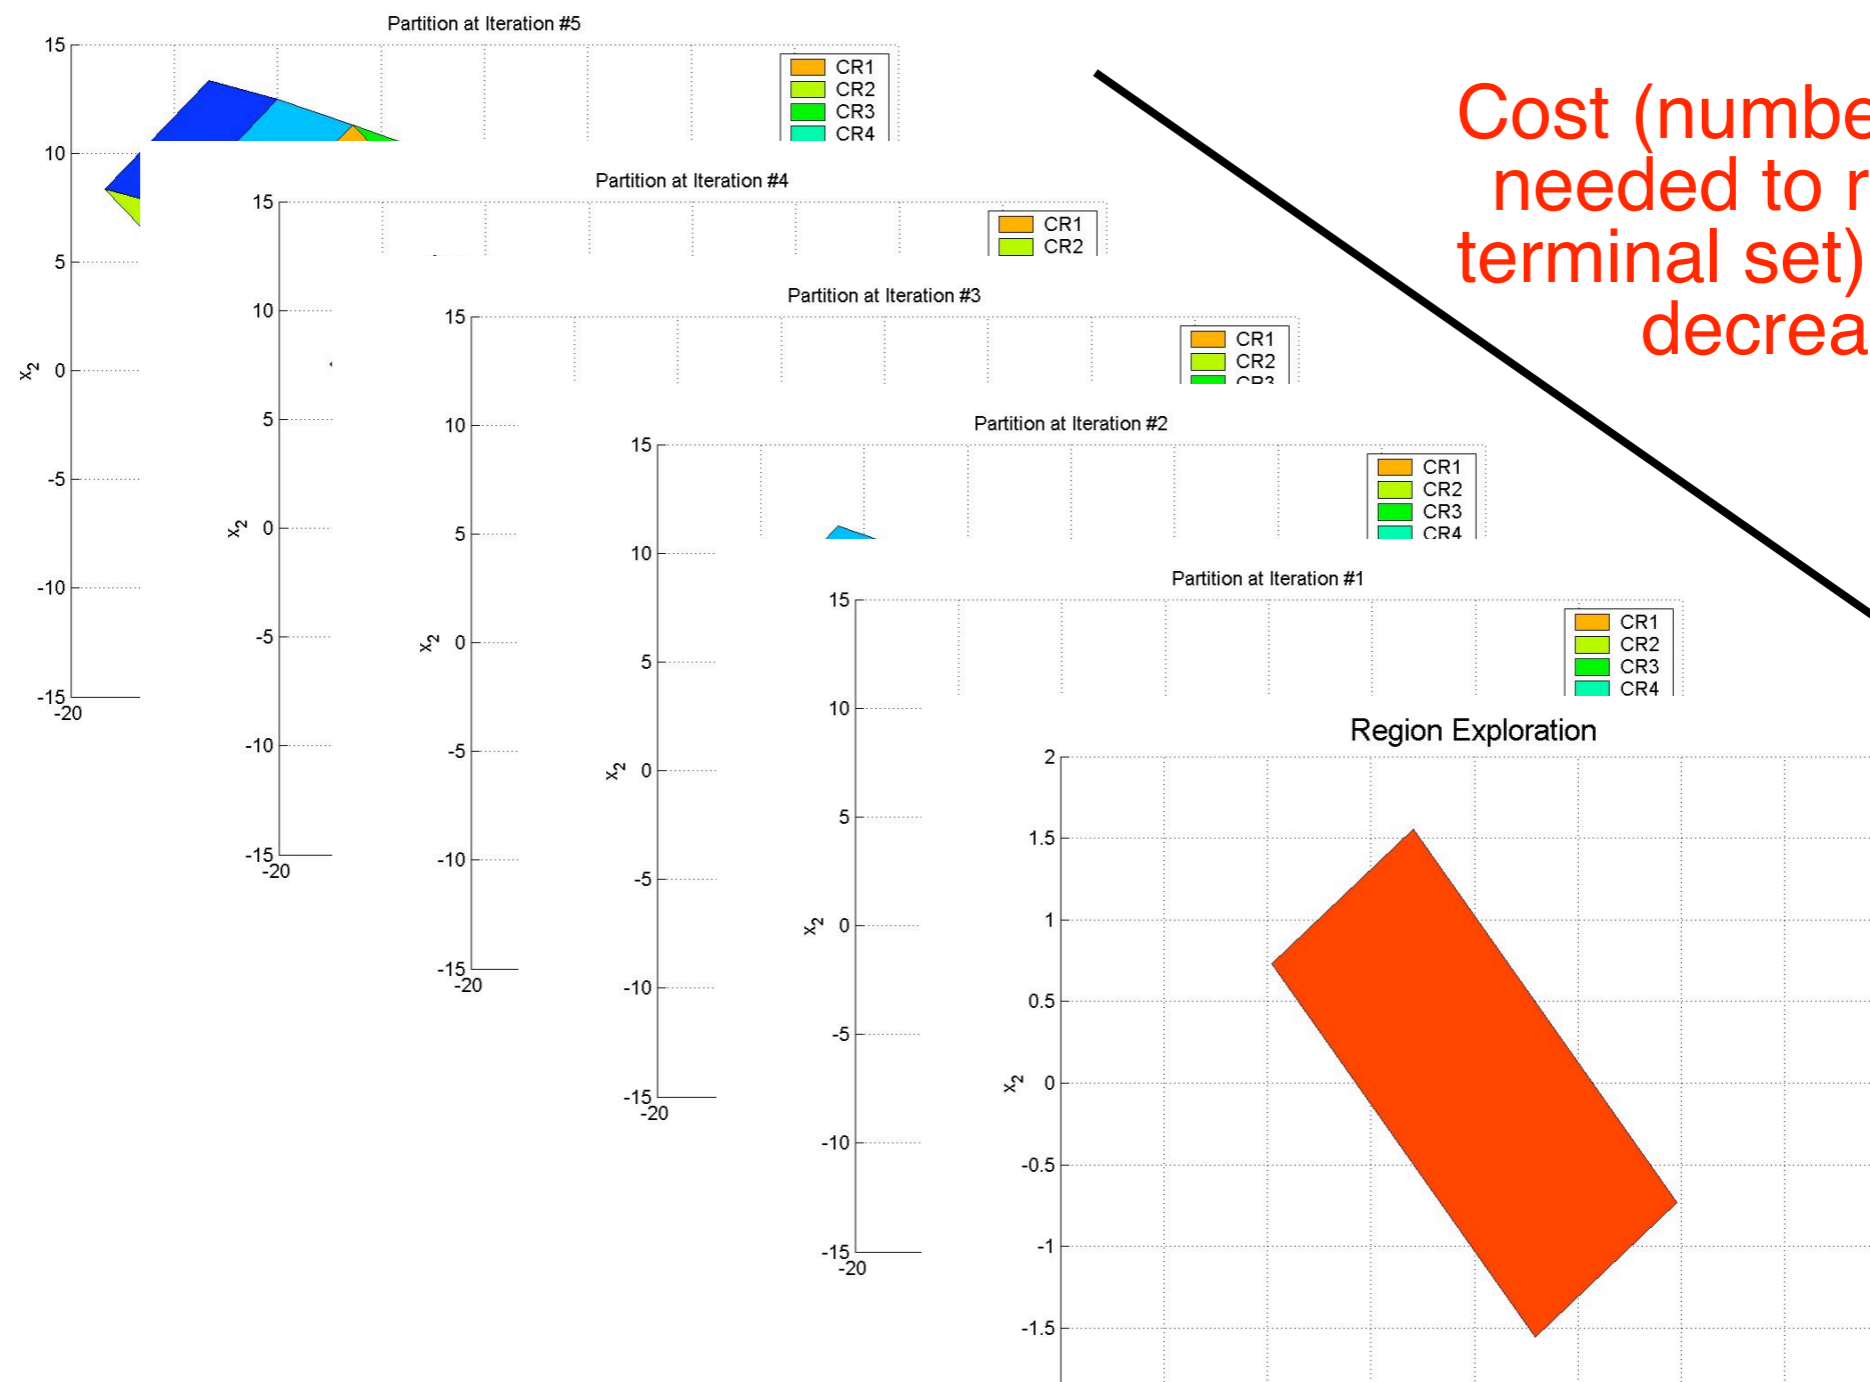 Partition at Iteration #5
15
10
5
0
-5
-10
-15
-20
x2
CR1
CR2
CR3
CR4
Partition at Iteration #4
15
10
5
0
-5
-10
-15
-20
x2
CR1
CR2
Partition at Iteration #3
15
10
5
0
-5
-10
-15
-20
x2
CR1
CR2
CR3
Partition at Iteration #2
15
10
5
0
-5
-10
-15
-20
x2
CR1
CR2
CR3
CR4
Partition at Iteration #1
15
10
5
0
-5
-10
-15
-20
x2
CR1
CR2
CR3
CR4
Region Exploration
2
1.5
1
0.5
0
-0.5
-1
-1.5
x2
Cost (numbe
needed to r
terminal set)
decrea